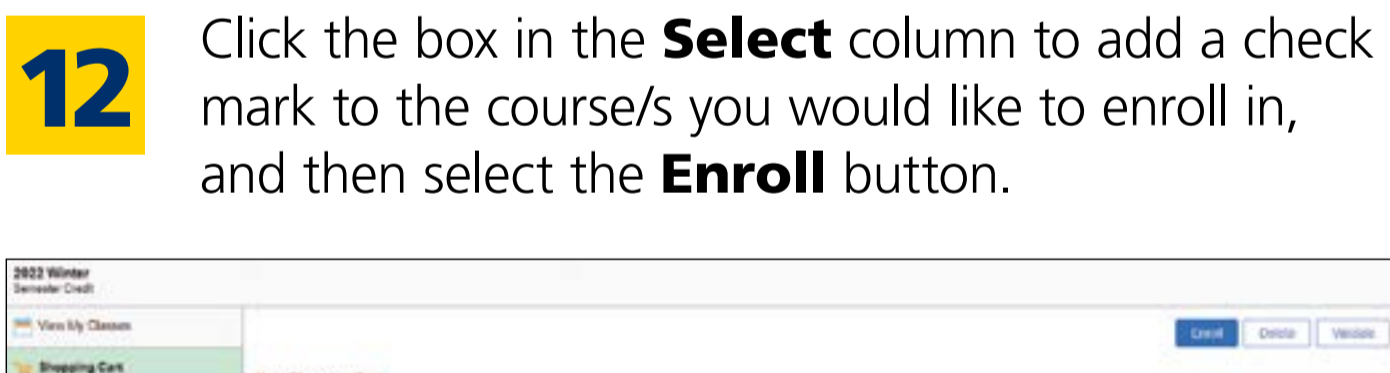 12
Click the box in the Select column to add a check
mark to the course/s you would like to enroll in,
and then select the Enroll button.
2022 Winter
Semester Credit
View My Classes
Enroll Delete Validate
Shopping Cart